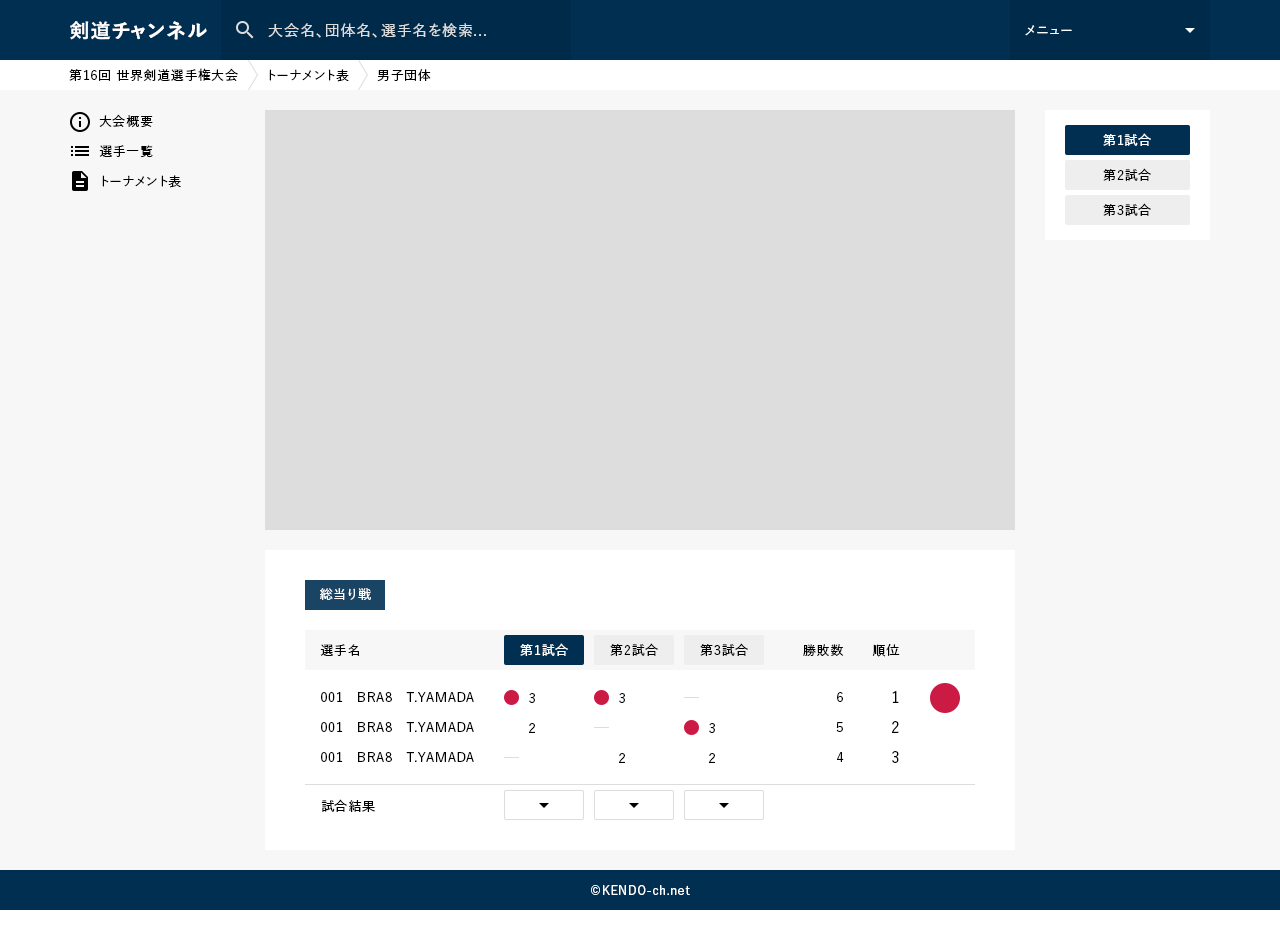 剣道チャンネル
大会名、団体名、選手名を検索...
メニュー
第16回 世界剣道選手権大会 トーナメント表 男子団体
大会概要
選手一覧
トーナメント表
第1試合
第2試合
第3試合
総当り戦
選手名 第1試合 第2試合 第3試合 勝敗数 順位
001 BRA8 T.YAMADA 3 3 — 6 1
001 BRA8 T.YAMADA 2 — 3 5 2
001 BRA8 T.YAMADA — 2 2 4 3
試合結果
©KENDO-ch.net